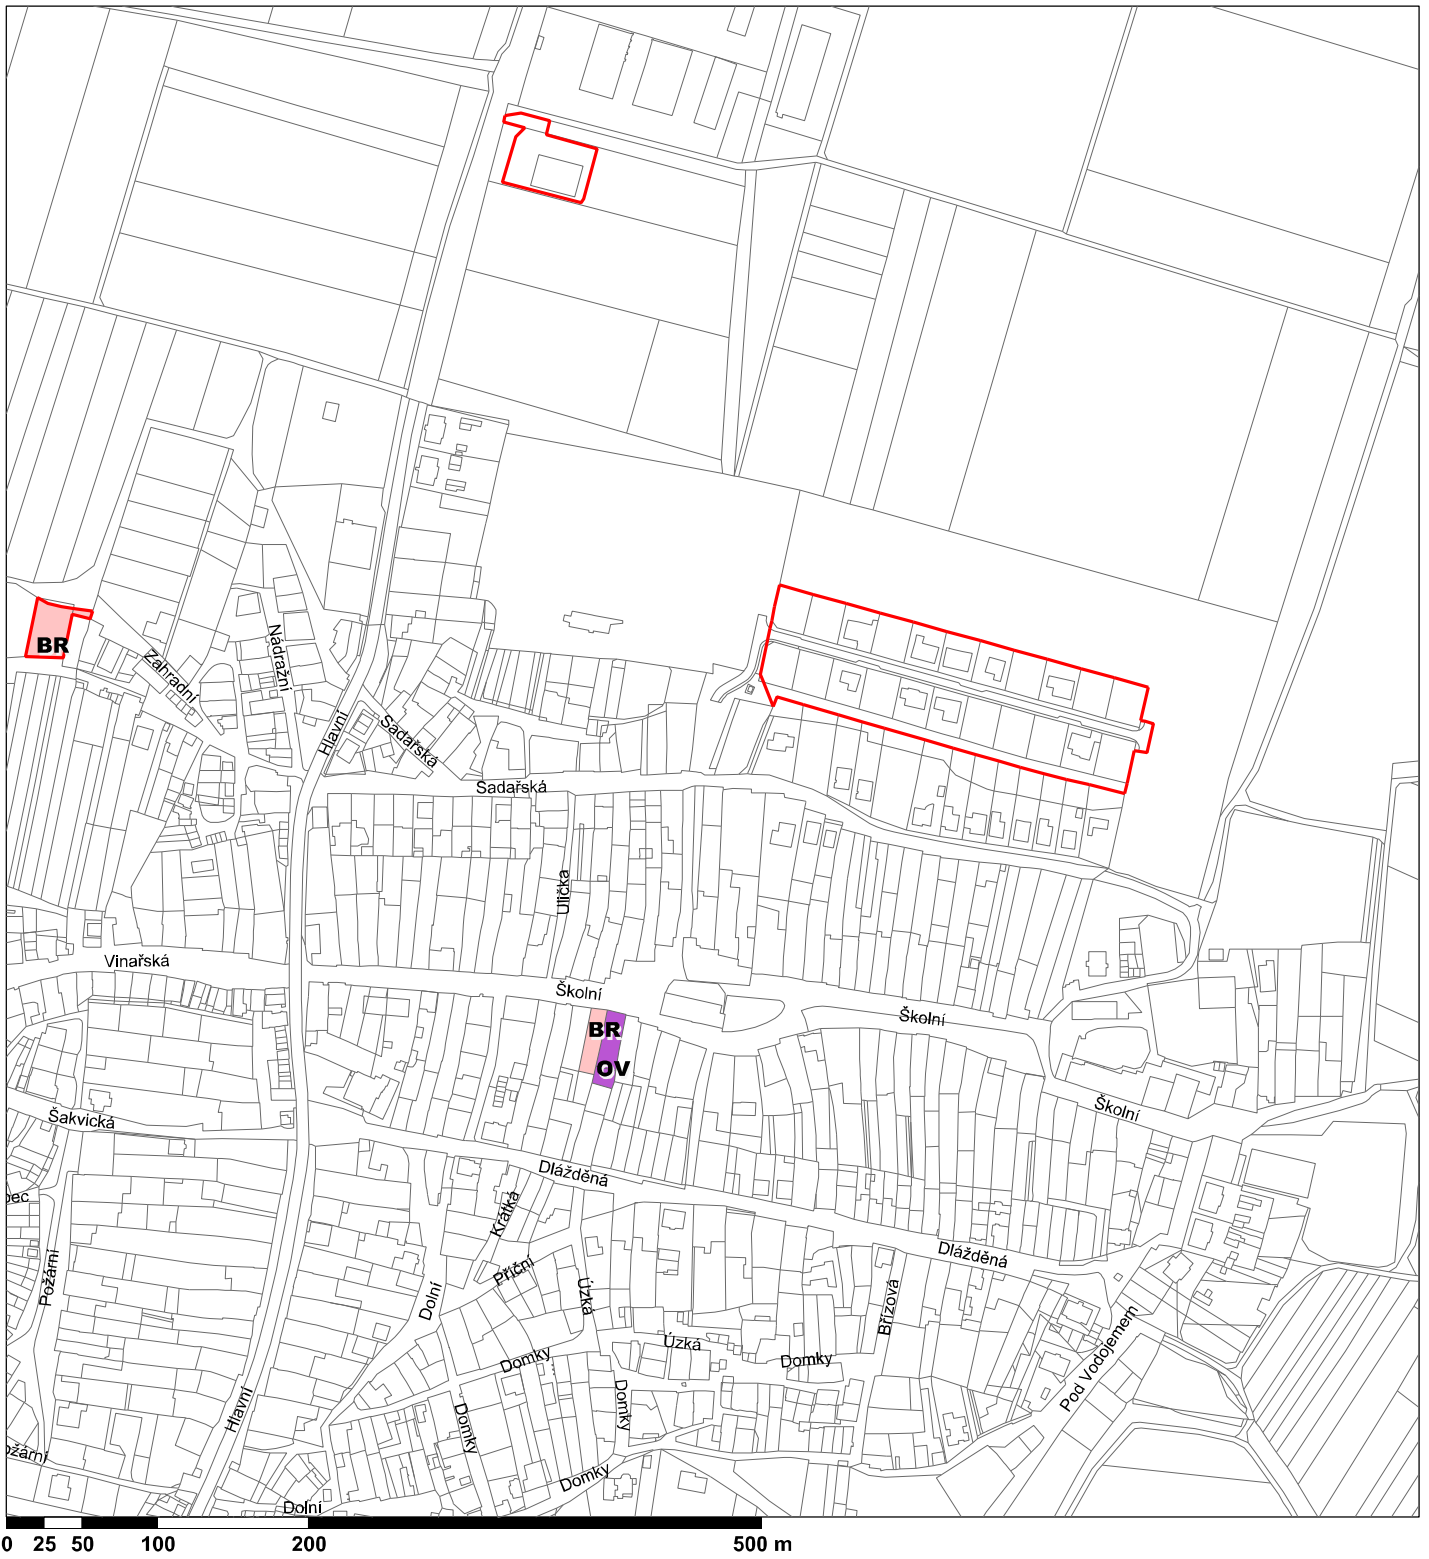 BR
Zahradní
Nádražní
Hlavní
Sadařská
Sadařská
Ulička
Vinařská
Školní
Školní
BR
OV
Šakvická
Školní
Dlážděná
Krátká
Dlážděná
Požární
Příční
Dolní
Úzká
Břízová
Úzká
Pod Vodojemem
Domky
Domky
Hlavní
Domky
Domky
Domky
Dolní
0 25 50 100 200 500 m